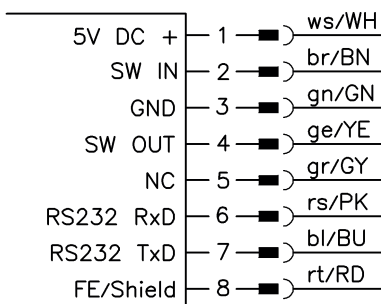 5V DC + 1 ws/WH
SW IN 2 br/BN
GND 3 gn/GN
SW OUT 4 ge/YE
NC 5 gr/GY
RS232 RxD 6 rs/PK
RS232 TxD 7 bl/BU
FE/Shield 8 rt/RD